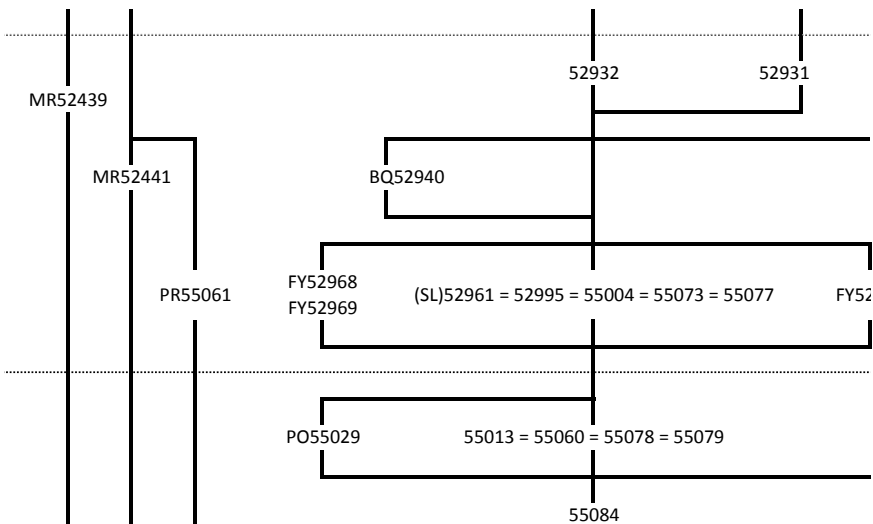 52932
52931
MR52439
MR52441
BQ52940
FY52968
FY52969
PR55061
(SL)52961 = 52995 = 55004 = 55073 = 55077
FY52
PO55029
55013 = 55060 = 55078 = 55079
55084